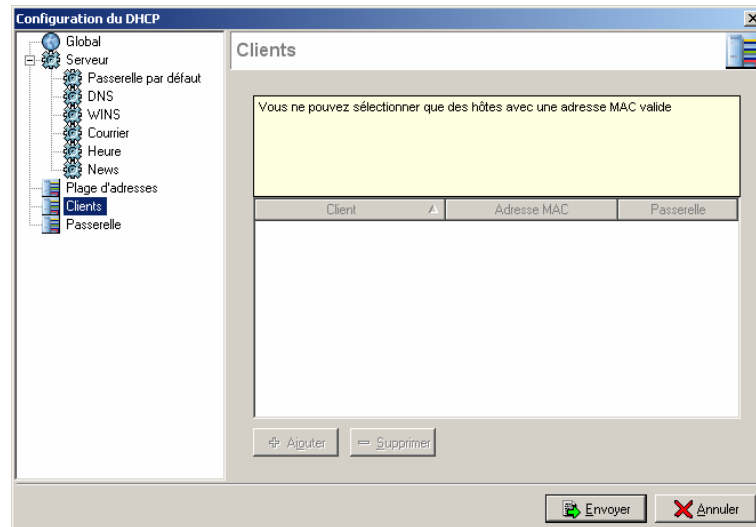 Configuration du DHCP
Global
Serveur
Passerelle par défaut
DNS
WINS
Courrier
Heure
News
Plage d'adresses
Clients
Passerelle
Clients
Vous ne pouvez sélectionner que des hôtes avec une adresse MAC valide
Client Adresse MAC Passerelle
Ajouter Supprimer
Envoyer Annuler